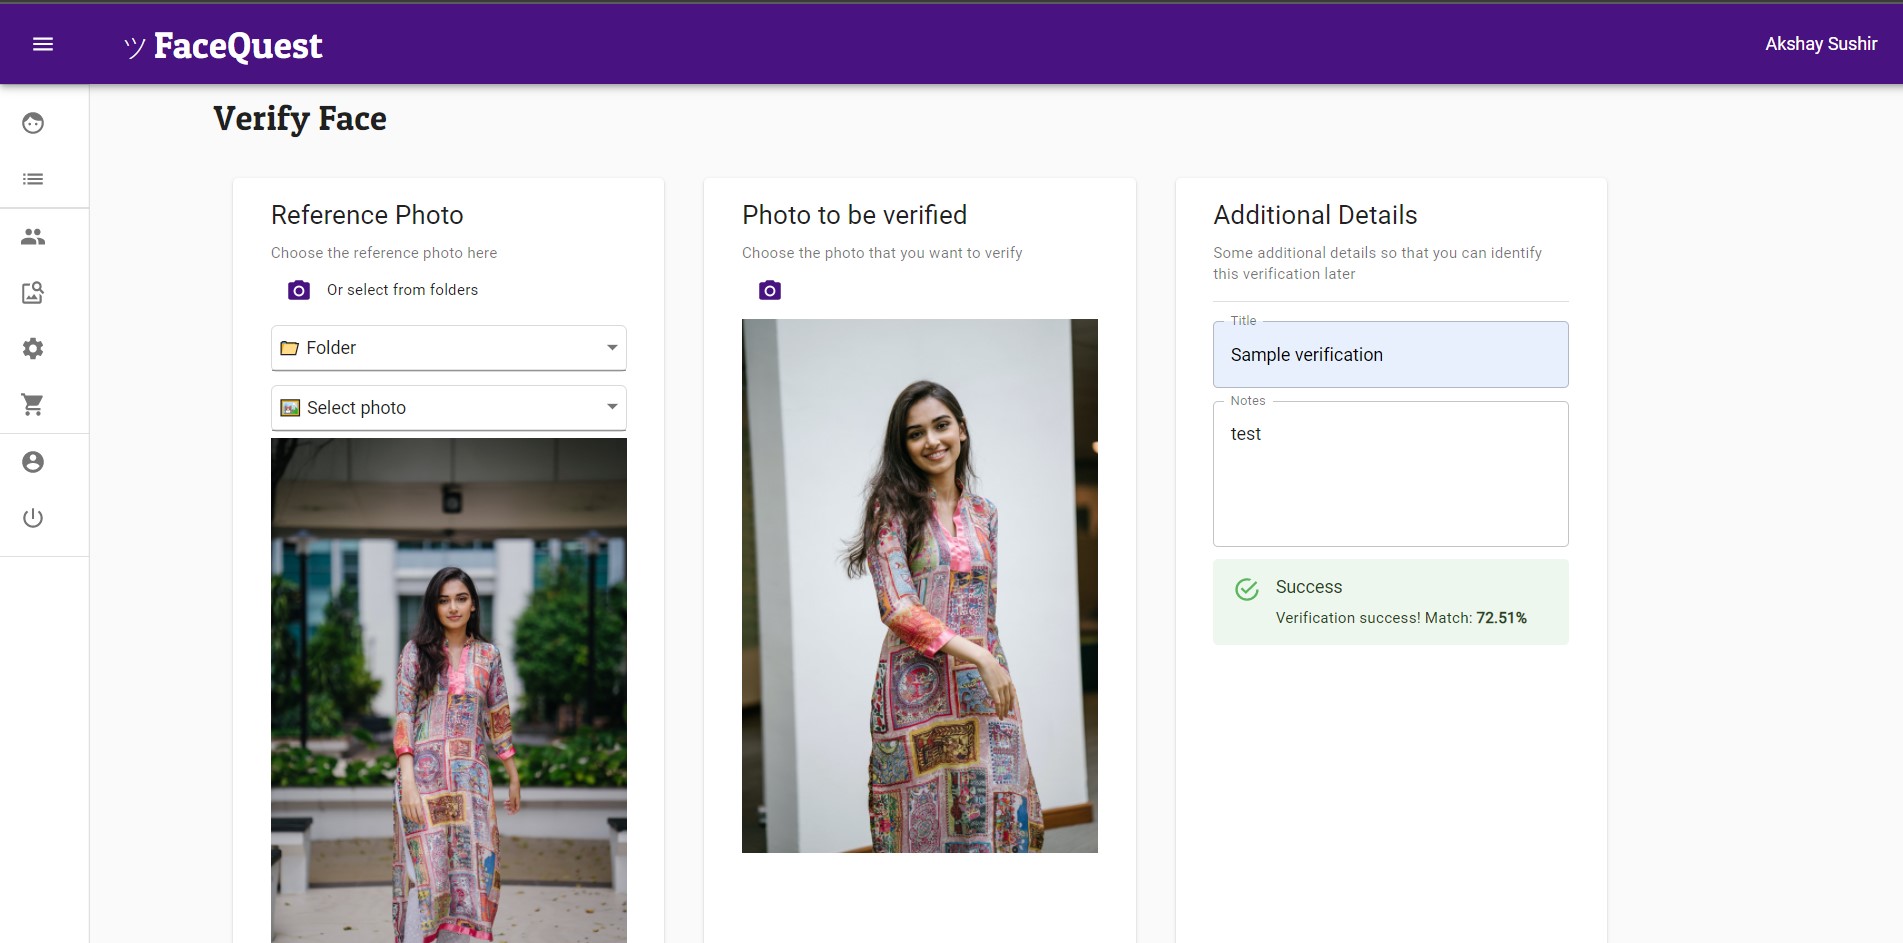 ツ FaceQuest
Akshay Sushir
Verify Face
Reference Photo
Choose the reference photo here
Or select from folders
Folder
Select photo
Photo to be verified
Choose the photo that you want to verify
Additional Details
Some additional details so that you can identify
this verification later
Title
Sample verification
Notes
test
Success
Verification success! Match: 72.51%